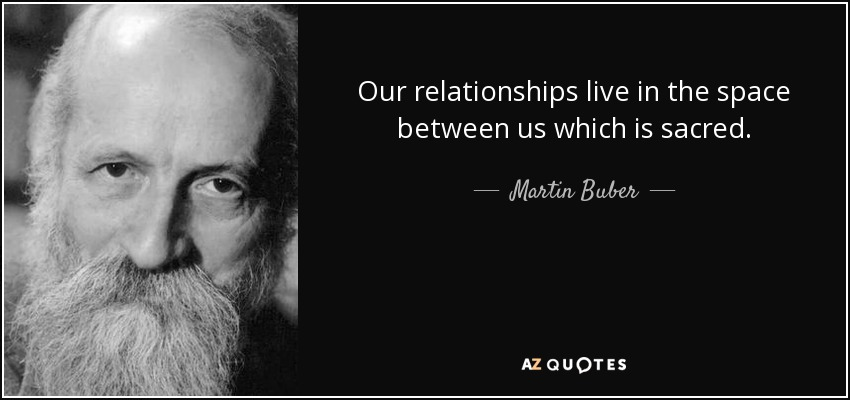 Our relationships live in the space
between us which is sacred.
Martin Buber
AZ QUOTES